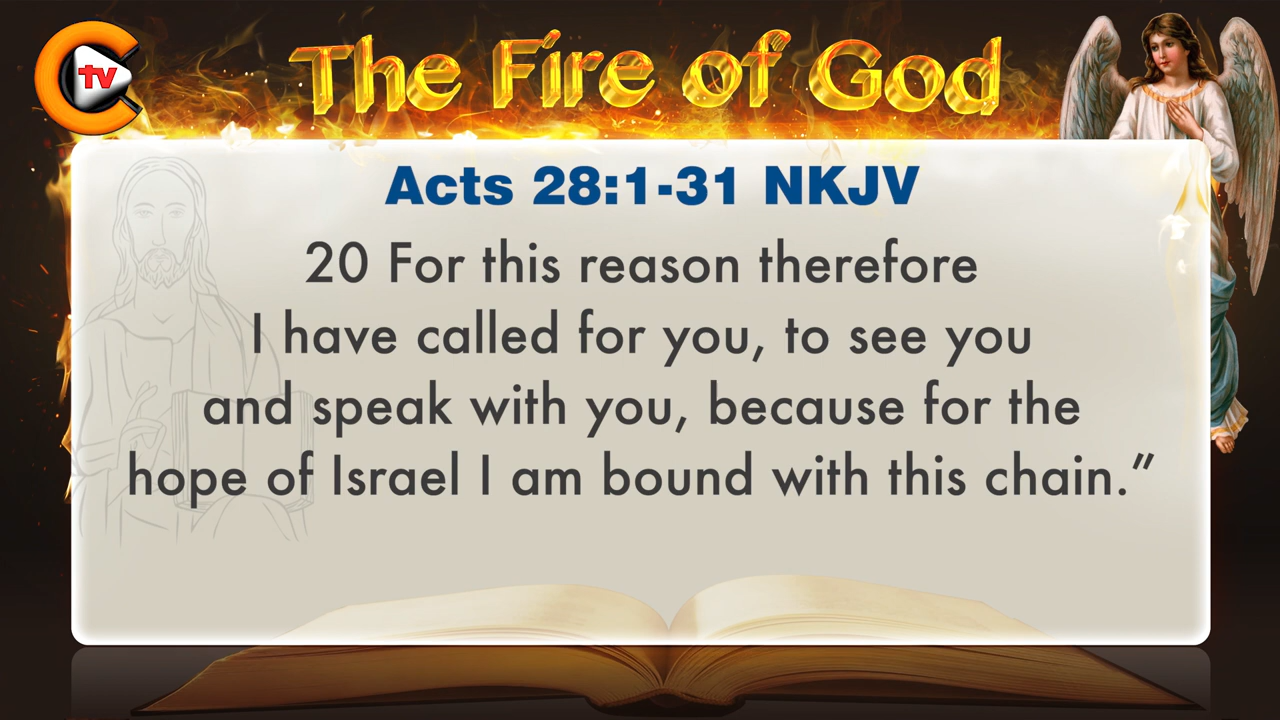 tv
The Fire of God
Acts 28:1-31 NKJV
20 For this reason therefore
I have called for you, to see you
and speak with you, because for the
hope of Israel I am bound with this chain.”